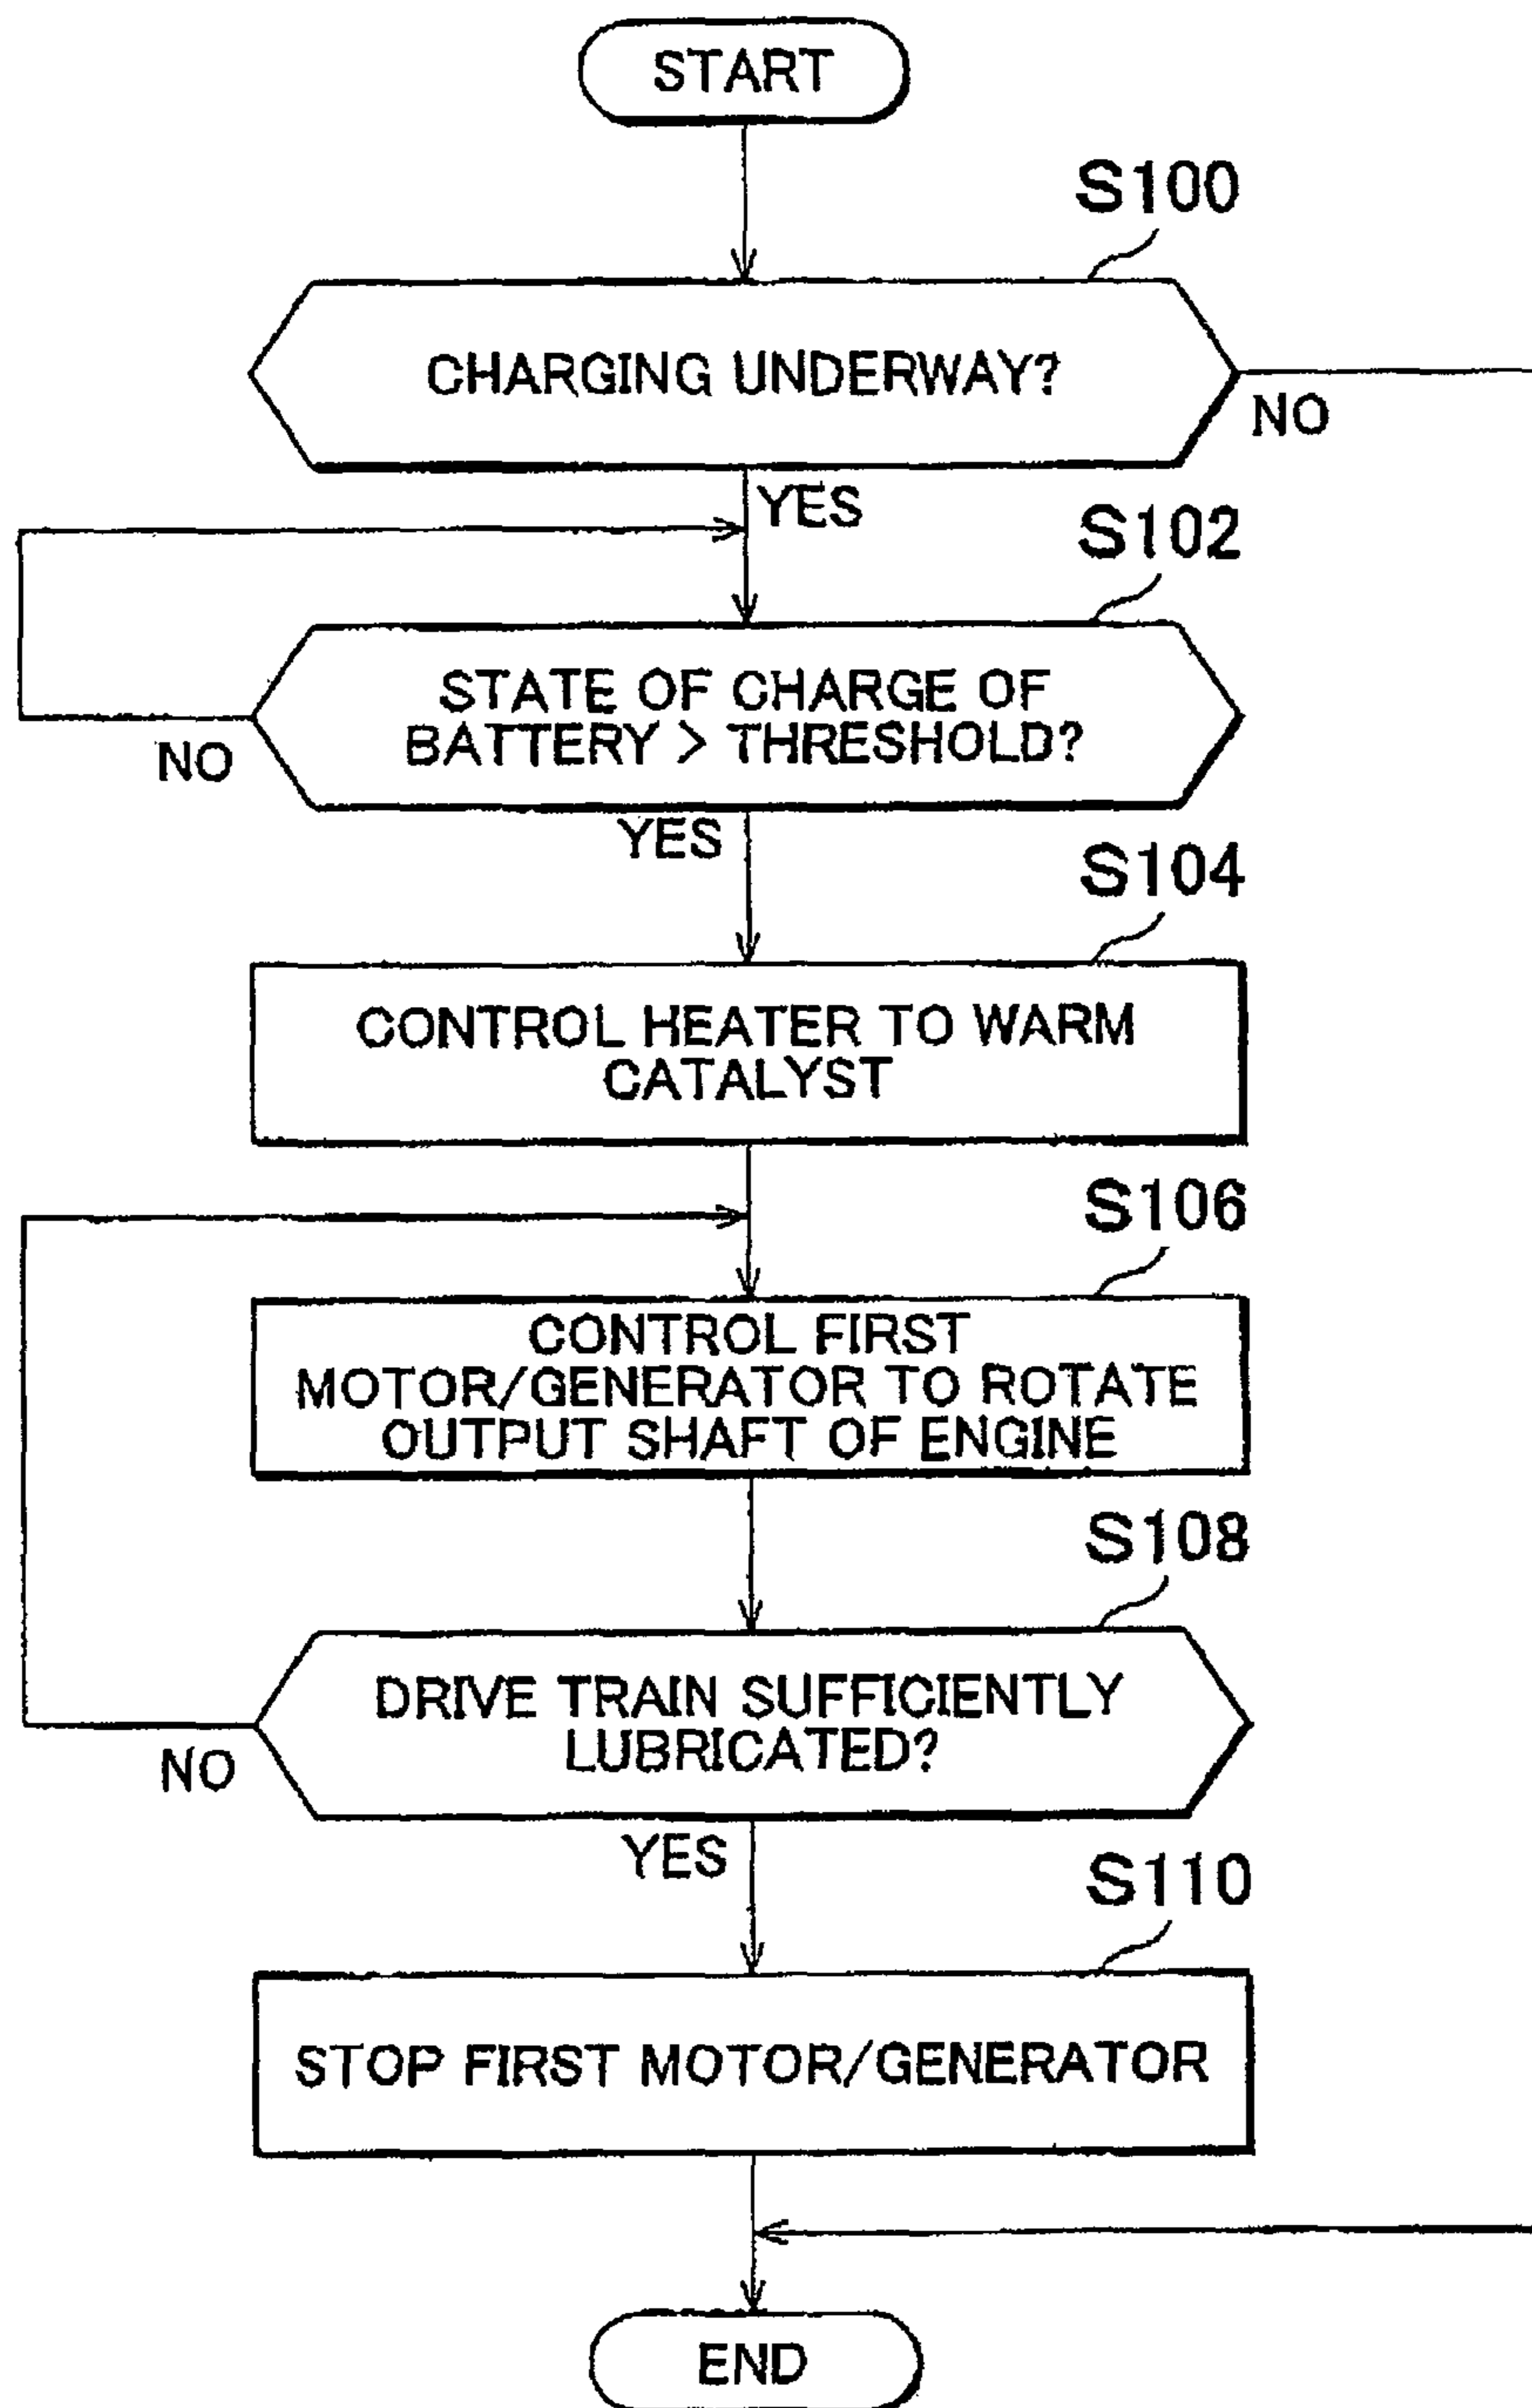 START
S100
CHARGING UNDERWAY?
NO
YES
S102
STATE OF CHARGE OF
BATTERY > THRESHOLD?
NO
YES
S104
CONTROL HEATER TO WARM
CATALYST
S106
CONTROL FIRST
MOTOR/GENERATOR TO ROTATE
OUTPUT SHAFT OF ENGINE
S108
DRIVE TRAIN SUFFICIENTLY
LUBRICATED?
NO
YES
S110
STOP FIRST MOTOR/GENERATOR
END